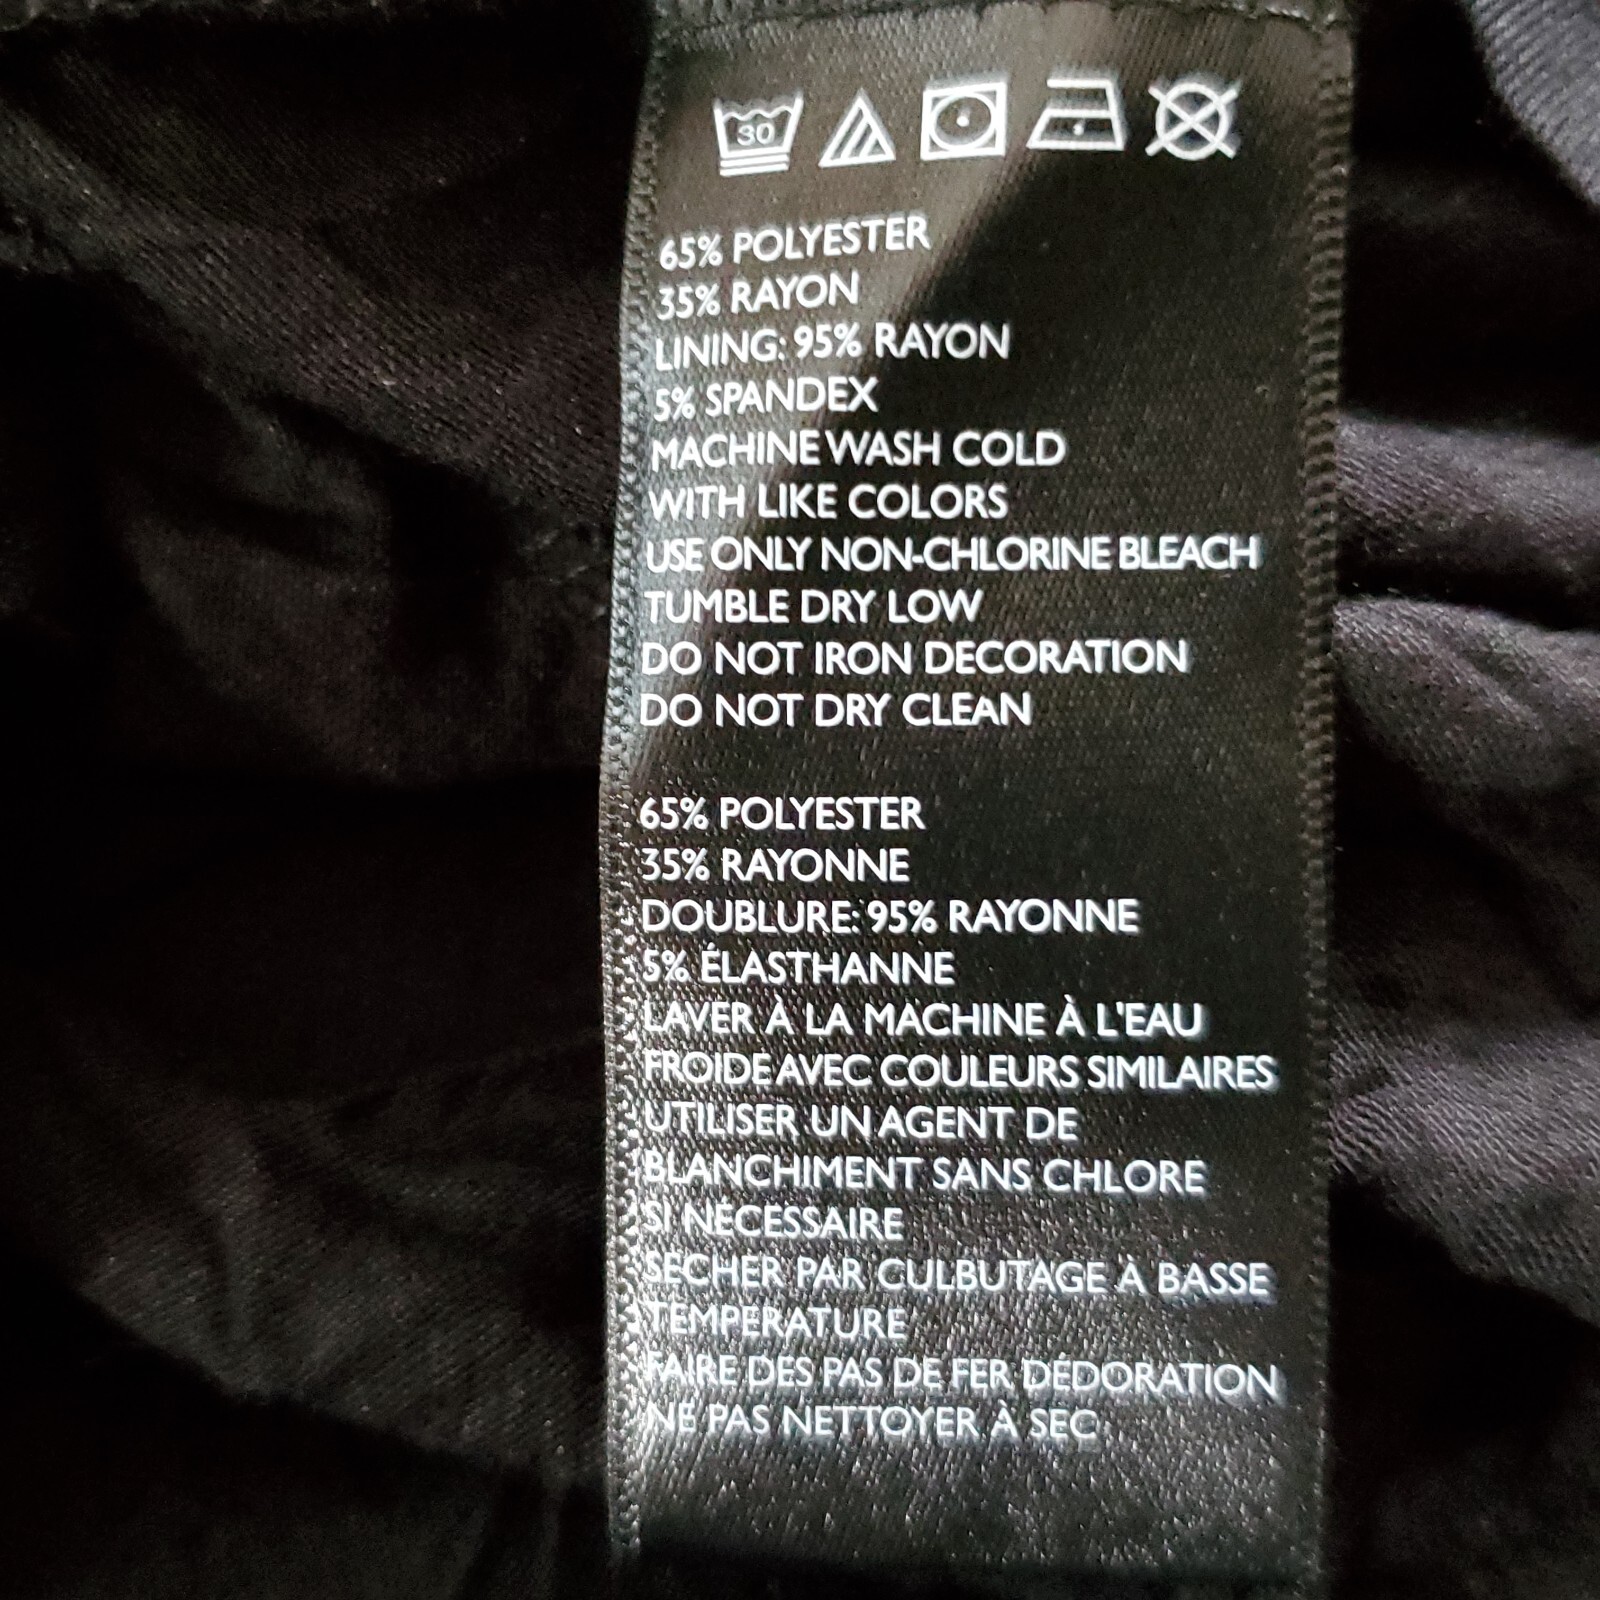 30
65% POLYESTER
35% RAYON
LINING: 95% RAYON
5% SPANDEX
MACHINE WASH COLD
WITH LIKE COLORS
USE ONLY NON-CHLORINE BLEACH
TUMBLE DRY LOW
DO NOT IRON DECORATION
DO NOT DRY CLEAN
65% POLYESTER
35% RAYONNE
DOUBLURE: 95% RAYONNE
5% ÉLASTHANNE
LAVER À LA MACHINE À L'EAU
FROIDE AVEC COULEURS SIMILAIRES
UTILISER UN AGENT DE
BLANCHIMENT SANS CHLORE
SI NÉCESSAIRE
SÉCHER PAR CULBUTAGE À BASSE
TEMPÉRATURE
FAIRE DES PAS DE FER DÉDORATION
NE PAS NETTOYER À SEC